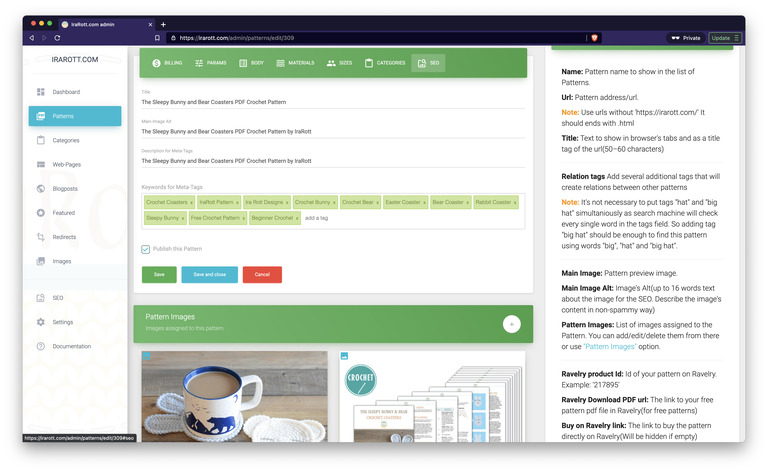 IraRott.com admin
https://irarott.com/admin/patterns/edit/309
Private
Update
IRAROTT.COM
Dashboard
Patterns
Categories
Web-Pages
Blogposts
Featured
Redirects
Images
SEO
Settings
Documentation
https://irarott.com/admin/patterns/edit/309#seo
BILLING
PARAMS
BODY
MATERIALS
SIZES
CATEGORIES
SEO
Title
The Sleepy Bunny and Bear Coasters PDF Crochet Pattern
Main Image Alt
The Sleepy Bunny and Bear Coasters PDF Crochet Pattern by IraRott
Description for Meta-Tags
The Sleepy Bunny and Bear Coasters PDF Crochet Pattern by IraRott
Keywords for Meta-Tags
Crochet Coasters x IraRott Pattern x Ira Rott Designs x Crochet Bunny x Crochet Bear x Easter Coaster x Bear Coaster x Rabbit Coaster x
Sleepy Bunny x Free Crochet Pattern x Beginner Crochet x add a tag
Publish this Pattern
Save
Save and close
Cancel
Pattern Images
Images assigned to this pattern
+
CROCHET
THE SLEEPY BUNNY & BEAR
CROCHET COASTERS
Name: Pattern name to show in the list of
Patterns.
Url: Pattern address/url.
Note: Use urls without 'https://irarott.com/' It
should ends with .html
Title: Text to show in browser's tabs and as a title
tag of the url(50–60 characters)
Relation tags Add several additional tags that will
create relations between other patterns
Note: It's not necessary to put tags "hat" and "big
hat" simultaniously as search machine will check
every single word in the tags field. So adding tag
"big hat" should be enough to find this pattern
using words "big", "hat" and "big hat".
Main Image: Pattern preview image.
Main Image Alt: Image's Alt(up to 16 words text
about the image for the SEO. Describe the image's
content in non-spammy way)
Pattern Images: List of images assigned to the
Pattern. You can add/edit/delete them from there
or use "Pattern Images" option.
Ravelry product Id: Id of your pattern on Ravelry.
Example: '217895'
Ravelry Download PDF url: The link to your free
pattern pdf file in Ravelry(for free patterns)
Buy on Ravelry link: The link to buy the pattern
directly on Ravelry(Will be hidden if empty)